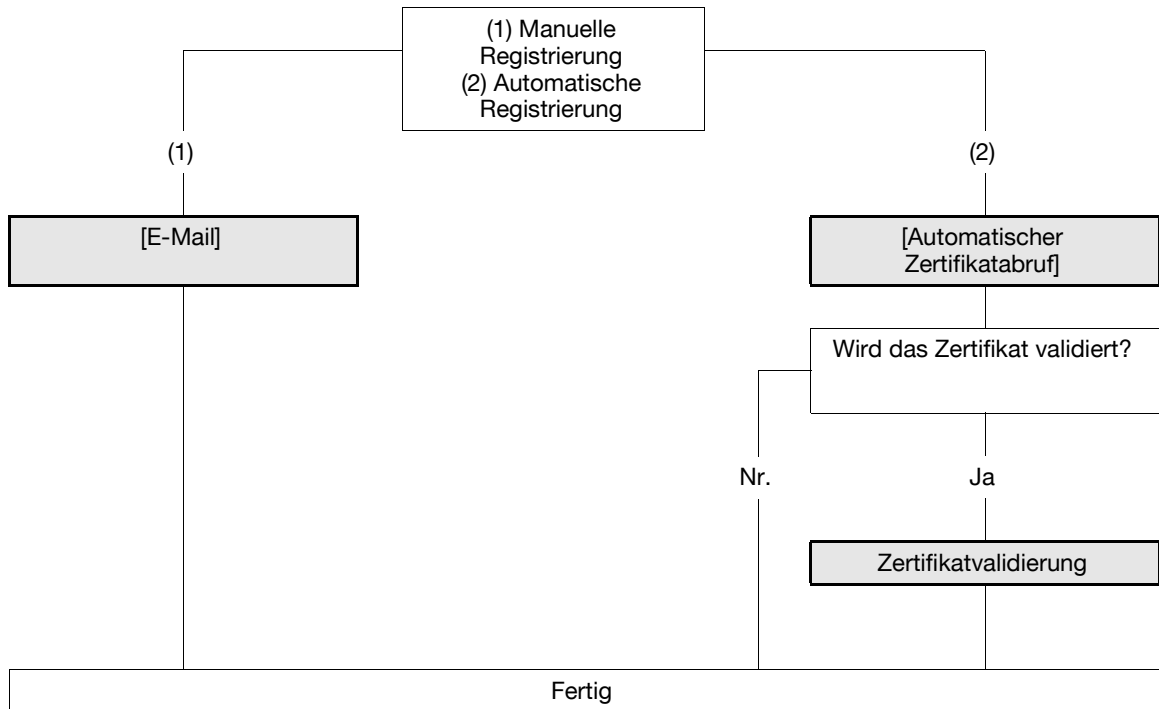 (1) Manuelle
Registrierung
(2) Automatische
Registrierung
(1)
(2)
[E-Mail]
[Automatischer
Zertifikatabruf]
Wird das Zertifikat validiert?
Nr.
Ja
Zertifikatvalidierung
Fertig